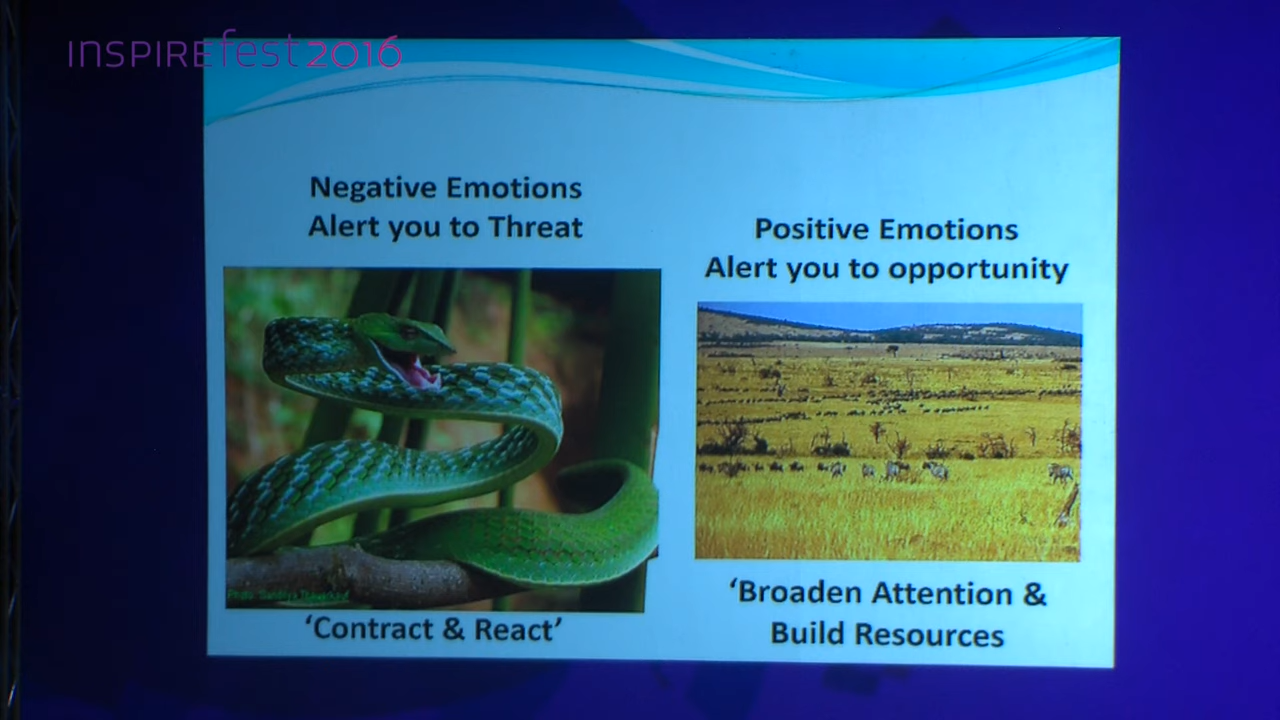 INSPIREfest2016
Negative Emotions
Alert you to Threat
Positive Emotions
Alert you to opportunity
Photo:
'Contract & React'
'Broaden Attention &
Build Resources